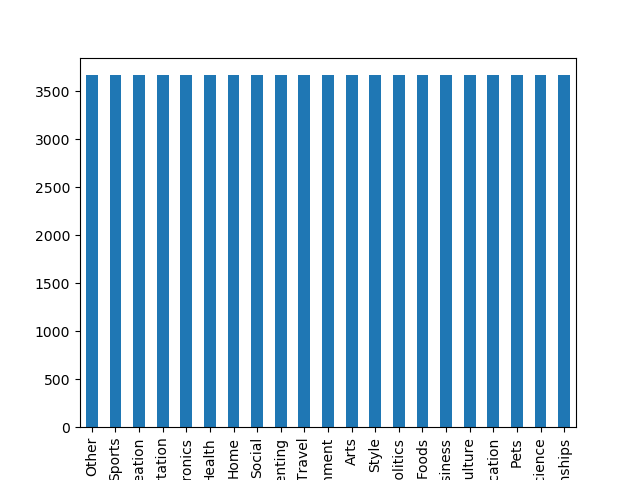 3500
3000
2500
2000
1500
1000
500
0
Other
Sports
eation
rtation
ronics
Health
Home
Social
enting
Travel
nment
Arts
Style
olitics
Foods
siness
ulture
cation
Pets
cience
nships